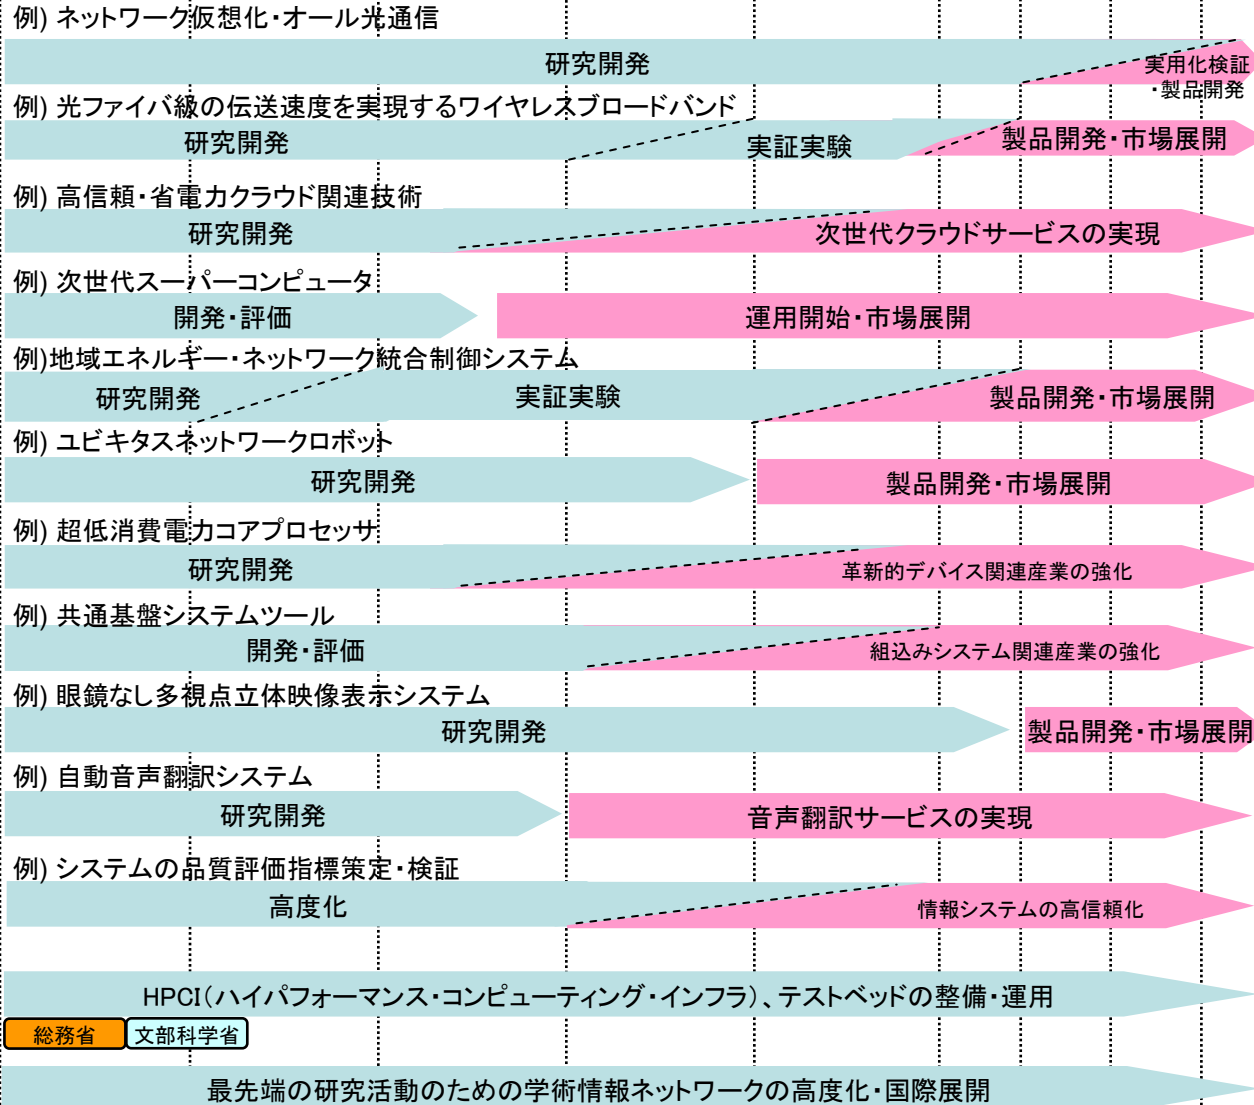 例) ネットワーク仮想化・オール光通信
研究開発
実用化検証
・製品開発
例) 光ファイバ級の伝送速度を実現するワイヤレスブロードバンド
研究開発
実証実験
製品開発・市場展開
例) 高信頼・省電力クラウド関連技術
研究開発
次世代クラウドサービスの実現
例) 次世代スーパーコンピュータ
開発・評価
運用開始・市場展開
例)地域エネルギー・ネットワーク統合制御システム
研究開発
実証実験
製品開発・市場展開
例) ユビキタスネットワークロボット
研究開発
製品開発・市場展開
例) 超低消費電力コアプロセッサ
研究開発
革新的デバイス関連産業の強化
例) 共通基盤システムツール
開発・評価
組込みシステム関連産業の強化
例) 眼鏡なし多視点立体映像表示システム
研究開発
製品開発・市場展開
例) 自動音声翻訳システム
研究開発
音声翻訳サービスの実現
例) システムの品質評価指標策定・検証
高度化
情報システムの高信頼化
HPCI(ハイパフォーマンス・コンピューティング・インフラ)、テストベッドの整備・運用
総務省
文部科学省
最先端の研究活動のための学術情報ネットワークの高度化・国際展開